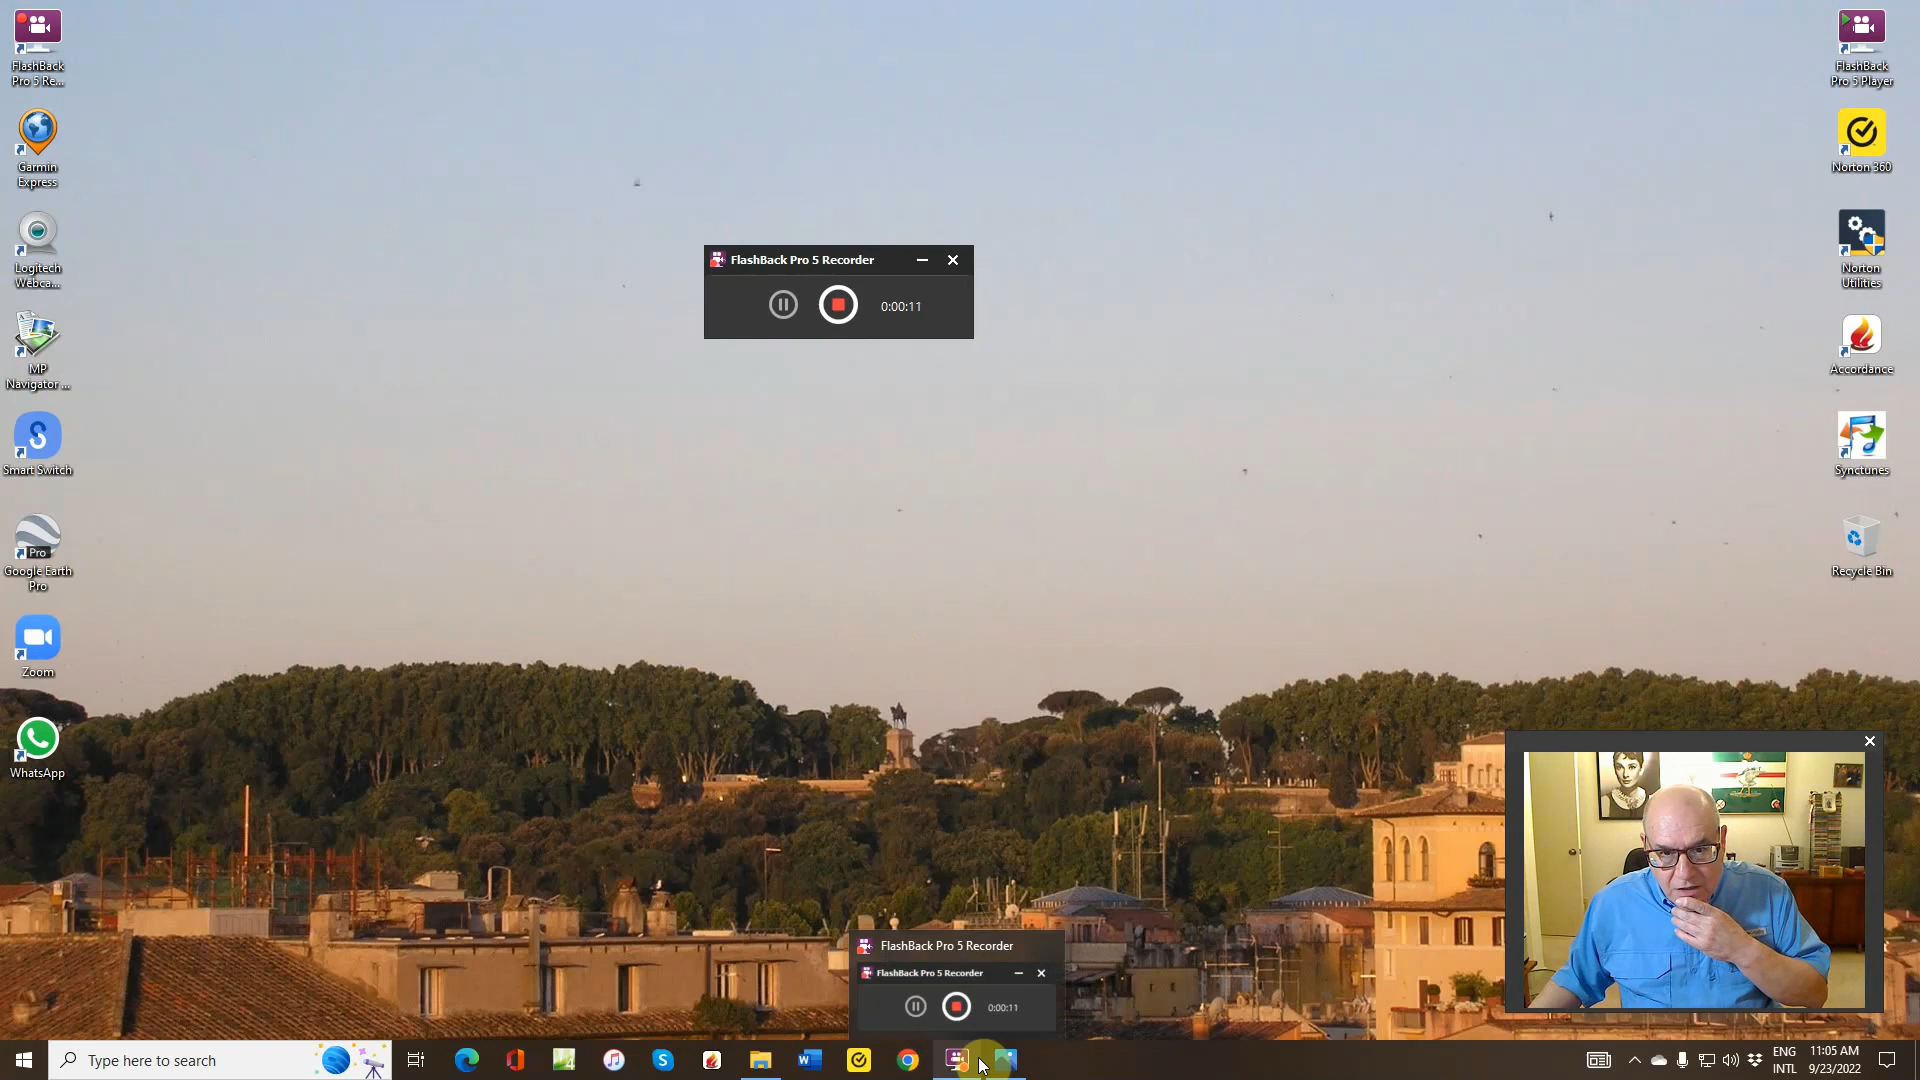 FlashBack
Pro 5 Re...
Garmin
Express
Logitech
Webca...
MP
Navigator ...
S
Smart Switch
Pro
Google Earth
Pro
Zoom
WhatsApp
FlashBack Pro 5 Recorder
0:00:11
FlashBack
Pro 5 Player
Norton 360
Norton
Utilities
Accordance
Synctunes
Recycle Bin
FlashBack Pro 5 Recorder
FlashBack Pro 5 Recorder
0:00:11
Type here to search
ENG
INTL
11:05 AM
9/23/2022